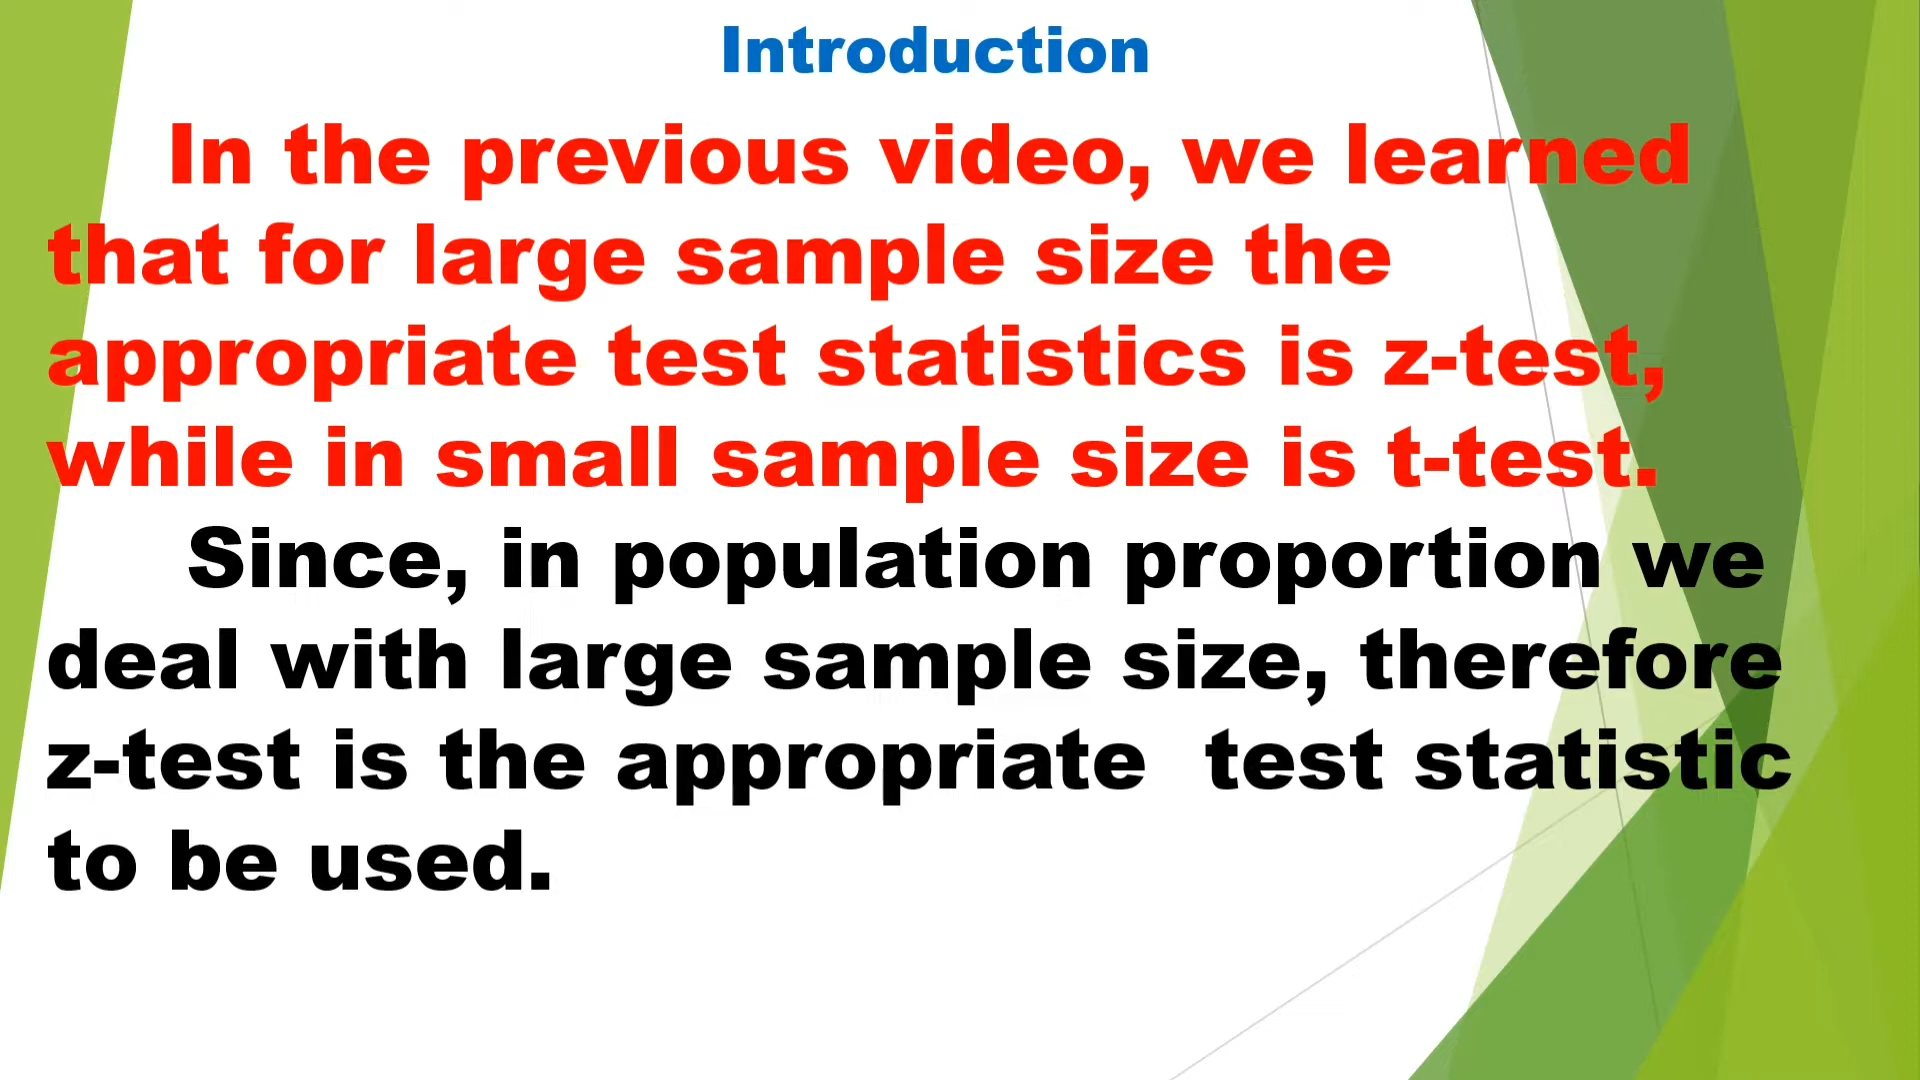 Introduction
In the previous video, we learned
that for large sample size the
appropriate test statistics is z-test,
while in small sample size is t-test.
Since, in population proportion we
deal with large sample size, therefore
z-test is the appropriate  test statistic
to be used.